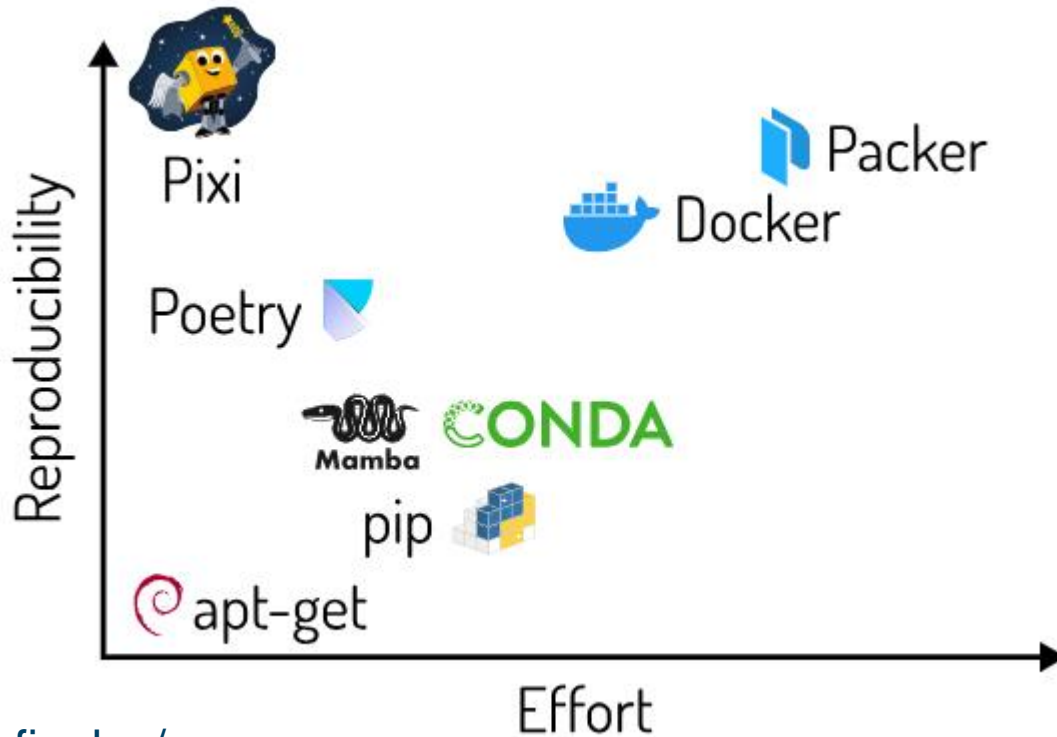 Pixi
Packer
Docker
Reproducibility
Poetry
Mamba
CONDA
pip
apt-get
Effort